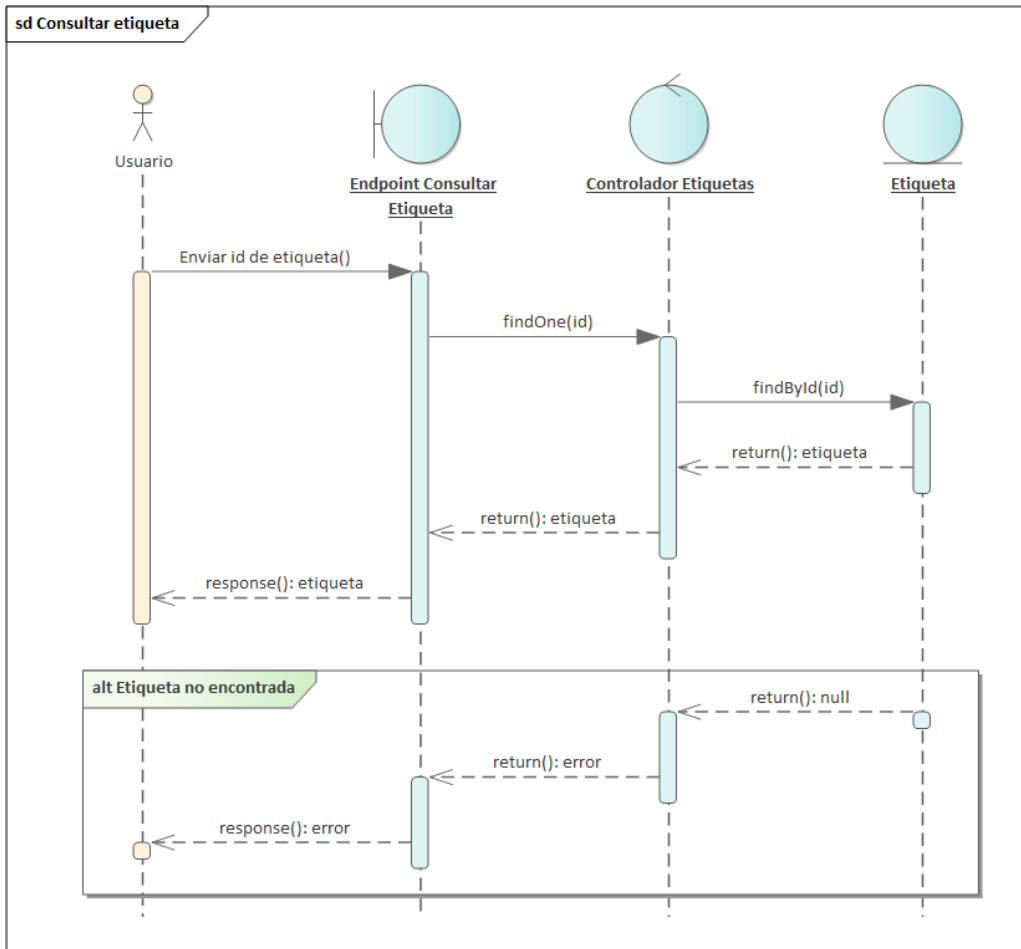 sd Consultar etiqueta
Usuario
Endpoint Consultar
Etiqueta
Controlador Etiquetas
Etiqueta
Enviar id de etiqueta()
findOne(id)
findById(id)
return(): etiqueta
return(): etiqueta
response(): etiqueta
alt Etiqueta no encontrada
return(): null
return(): error
response(): error